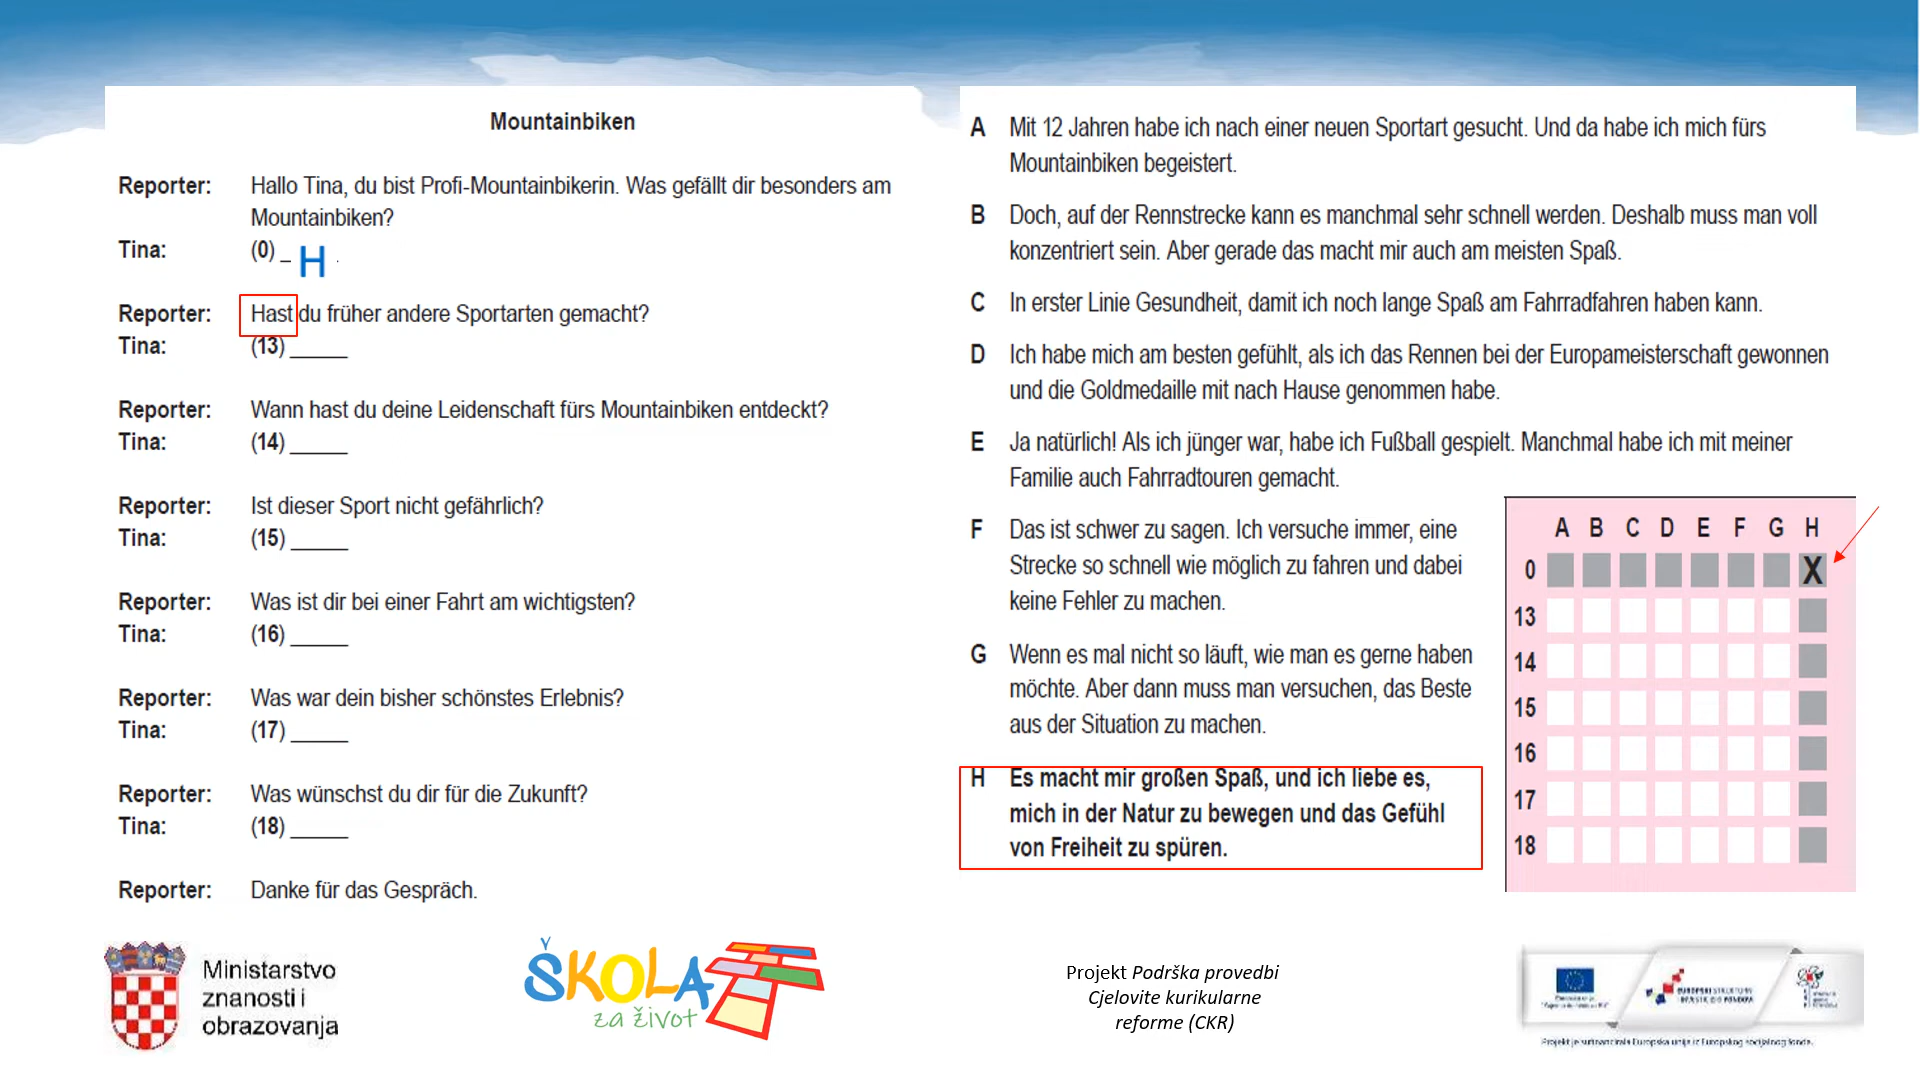 Mountainbiken
Reporter: Hallo Tina, du bist Profi-Mountainbikerin. Was gefällt dir besonders am
Mountainbiken?
Tina: (0) _ H .
Reporter: Hast du früher andere Sportarten gemacht?
Tina: (13) _____
Reporter: Wann hast du deine Leidenschaft fürs Mountainbiken entdeckt?
Tina: (14) _____
Reporter: Ist dieser Sport nicht gefährlich?
Tina: (15) _____
Reporter: Was ist dir bei einer Fahrt am wichtigsten?
Tina: (16) _____
Reporter: Was war dein bisher schönstes Erlebnis?
Tina: (17) _____
Reporter: Was wünschst du dir für die Zukunft?
Tina: (18) _____
Reporter: Danke für das Gespräch.
A Mit 12 Jahren habe ich nach einer neuen Sportart gesucht. Und da habe ich mich fürs
Mountainbiken begeistert.
B Doch, auf der Rennstrecke kann es manchmal sehr schnell werden. Deshalb muss man voll
konzentriert sein. Aber gerade das macht mir auch am meisten Spaß.
C In erster Linie Gesundheit, damit ich noch lange Spaß am Fahrradfahren haben kann.
D Ich habe mich am besten gefühlt, als ich das Rennen bei der Europameisterschaft gewonnen
und die Goldmedaille mit nach Hause genommen habe.
E Ja natürlich! Als ich jünger war, habe ich Fußball gespielt. Manchmal habe ich mit meiner
Familie auch Fahrradtouren gemacht.
F Das ist schwer zu sagen. Ich versuche immer, eine
Strecke so schnell wie möglich zu fahren und dabei
keine Fehler zu machen.
G Wenn es mal nicht so läuft, wie man es gerne haben
möchte. Aber dann muss man versuchen, das Beste
aus der Situation zu machen.
H Es macht mir großen Spaß, und ich liebe es,
mich in der Natur zu bewegen und das Gefühl
von Freiheit zu spüren.
A B C D E F G H
0 X
13
14
15
16
17
18
Ministarstvo
znanosti i
obrazovanja
ŠKOLA
za život
Projekt Podrška provedbi
Cjelovite kurikularne
reforme (CKR)
EUROPSKI STRUKTURNI
I INVESTICIJSKI FONDOVI
Projekt je sufinancirala Europska unija iz Europskog socijalnog fonda.